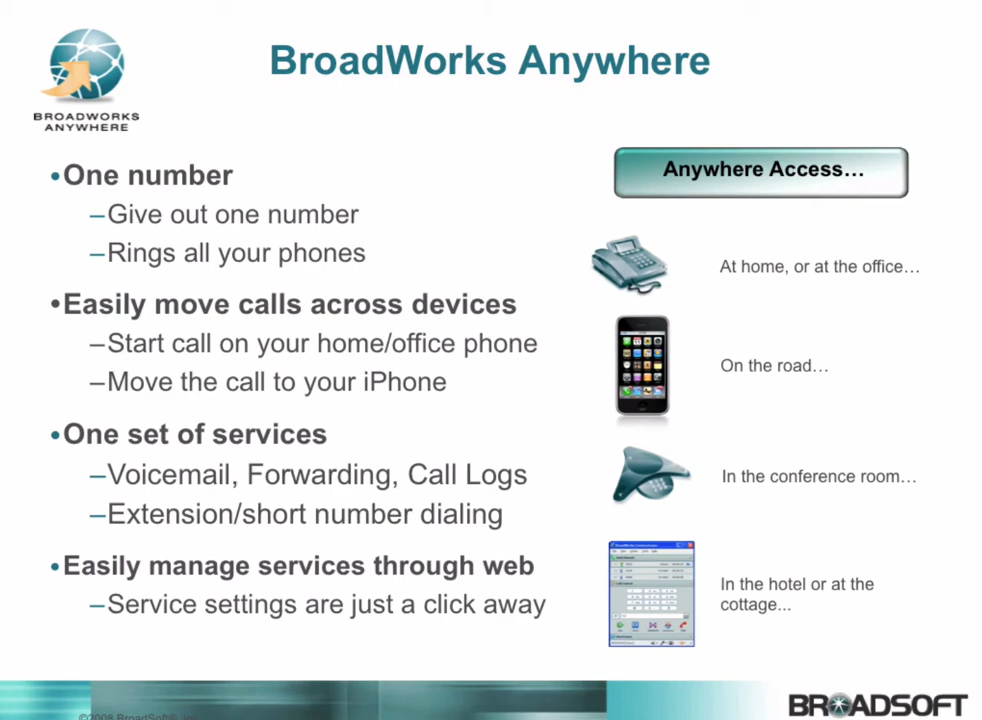 BroadWorks Anywhere
BROADWORKS
ANYWHERE
•One number
–Give out one number
–Rings all your phones
•Easily move calls across devices
–Start call on your home/office phone
–Move the call to your iPhone
•One set of services
–Voicemail, Forwarding, Call Logs
–Extension/short number dialing
•Easily manage services through web
–Service settings are just a click away
Anywhere Access…
At home, or at the office…
On the road…
In the conference room…
In the hotel or at the
cottage...
©2008 BroadSoft®, In
BROADSOFT